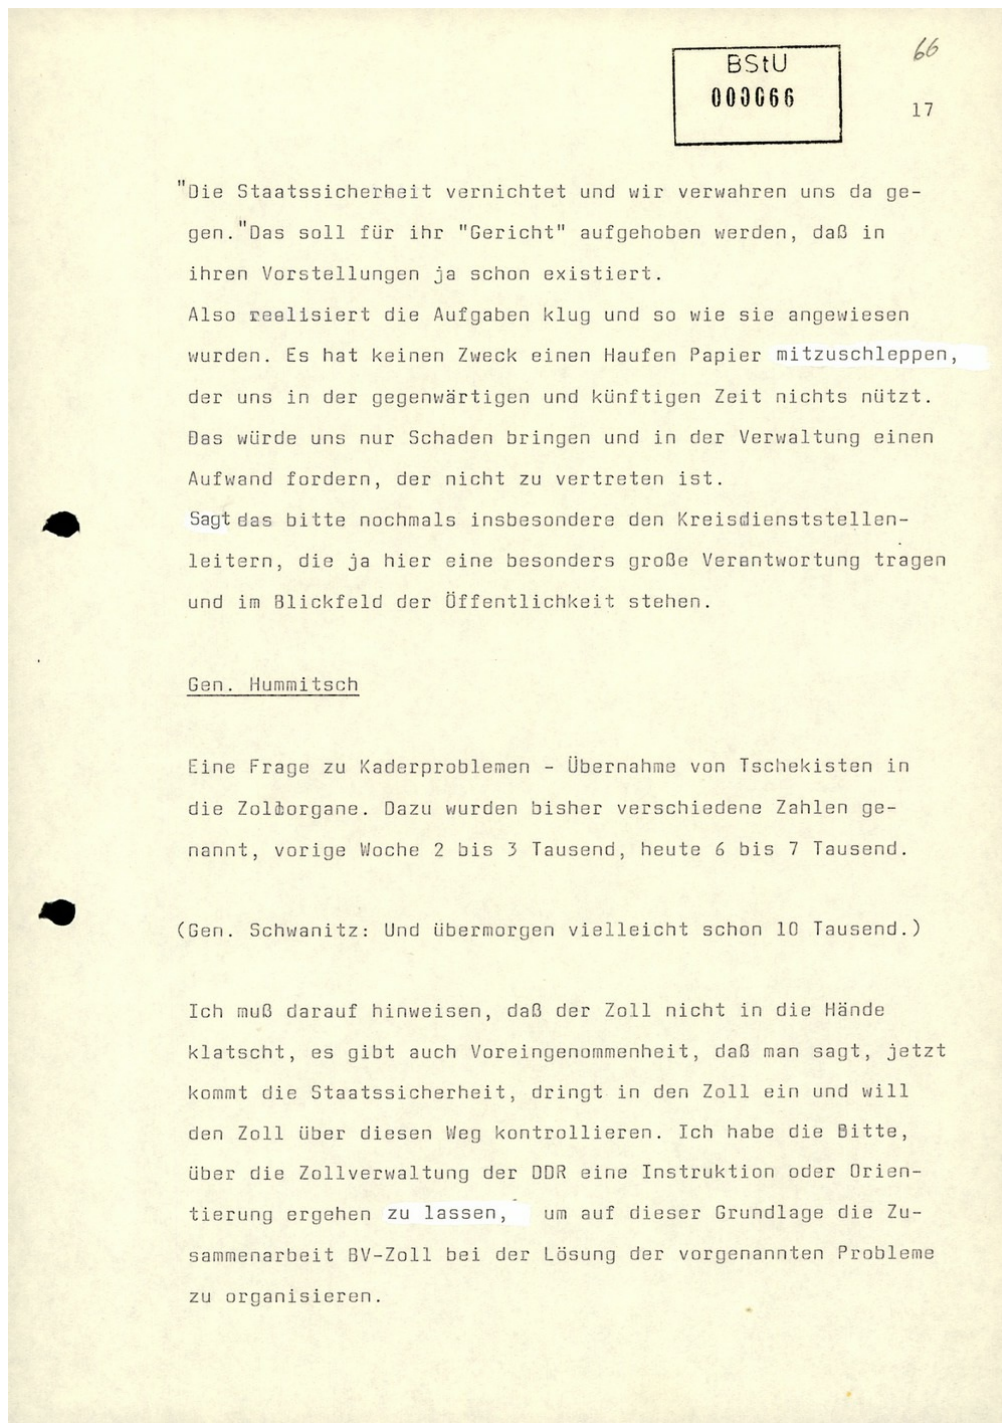 66
BStU
000066
17
"Die Staatssicherheit vernichtet und wir verwahren uns da ge-
gen."Das soll für ihr "Gericht" aufgehoben werden, daß in
ihren Vorstellungen ja schon existiert.
Also realisiert die Aufgaben klug und so wie sie angewiesen
wurden. Es hat keinen Zweck einen Haufen Papier mitzuschleppen,
der uns in der gegenwärtigen und künftigen Zeit nichts nützt.
Das würde uns nur Schaden bringen und in der Verwaltung einen
Aufwand fordern, der nicht zu vertreten ist.
Sagt das bitte nochmals insbesondere den Kreisdienststellen-
leitern, die ja hier eine besonders große Verantwortung tragen
und im Blickfeld der Öffentlichkeit stehen.
Gen. Hummitsch
Eine Frage zu Kaderproblemen - Übernahme von Tschekisten in
die Zollorgane. Dazu wurden bisher verschiedene Zahlen ge-
nannt, vorige Woche 2 bis 3 Tausend, heute 6 bis 7 Tausend.
(Gen. Schwanitz: Und übermorgen vielleicht schon 10 Tausend.)
Ich muß darauf hinweisen, daß der Zoll nicht in die Hände
klatscht, es gibt auch Voreingenommenheit, daß man sagt, jetzt
kommt die Staatssicherheit, dringt in den Zoll ein und will
den Zoll über diesen Weg kontrollieren. Ich habe die Bitte,
über die Zollverwaltung der DDR eine Instruktion oder Orien-
tierung ergehen zu lassen, um auf dieser Grundlage die Zu-
sammenarbeit BV-Zoll bei der Lösung der vorgenannten Probleme
zu organisieren.